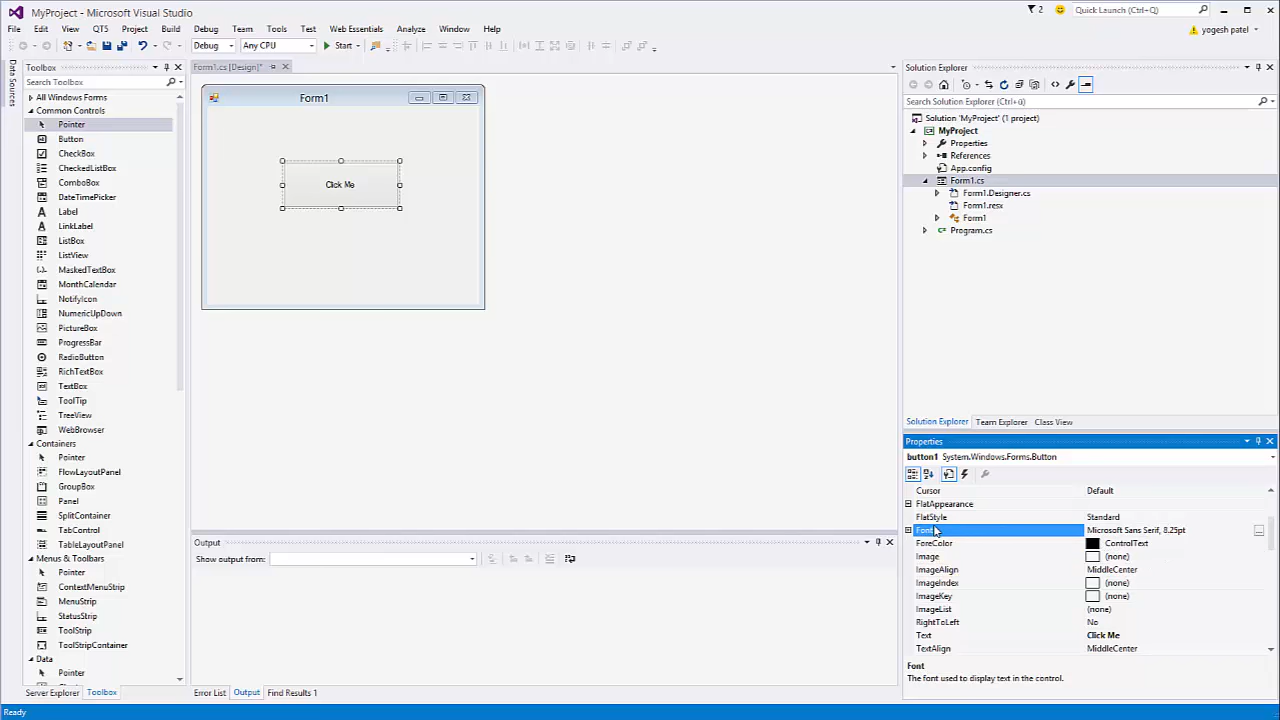 MyProject - Microsoft Visual Studio
2
Quick Launch (Ctrl+Q)
File Edit View QT5 Project Build Debug Team Tools Test Web Essentials Analyze Window Help
yogesh patel
Debug Any CPU Start
Data Sources
Toolbox
Search Toolbox
All Windows Forms
Common Controls
Pointer
Button
CheckBox
CheckedListBox
ComboBox
DateTimePicker
Label
LinkLabel
ListBox
ListView
MaskedTextBox
MonthCalendar
NotifyIcon
NumericUpDown
PictureBox
ProgressBar
RadioButton
RichTextBox
TextBox
ToolTip
TreeView
WebBrowser
Containers
Pointer
FlowLayoutPanel
GroupBox
Panel
SplitContainer
TabControl
TableLayoutPanel
Menus & Toolbars
Pointer
ContextMenuStrip
MenuStrip
StatusStrip
ToolStrip
ToolStripContainer
Data
Pointer
Server Explorer Toolbox
Form1.cs [Design]*
Form1
Click Me
Output
Show output from:
Error List Output Find Results 1
Solution Explorer
Search Solution Explorer (Ctrl+ü)
Solution 'MyProject' (1 project)
MyProject
Properties
References
App.config
Form1.cs
Form1.Designer.cs
Form1.resx
Form1
Program.cs
Solution Explorer Team Explorer Class View
Properties
button1 System.Windows.Forms.Button
Cursor Default
FlatAppearance
FlatStyle Standard
Font Microsoft Sans Serif, 8.25pt ...
ForeColor ControlText
Image (none)
ImageAlign MiddleCenter
ImageIndex (none)
ImageKey (none)
ImageList (none)
RightToLeft No
Text Click Me
TextAlign MiddleCenter
Font
The font used to display text in the control.
Ready